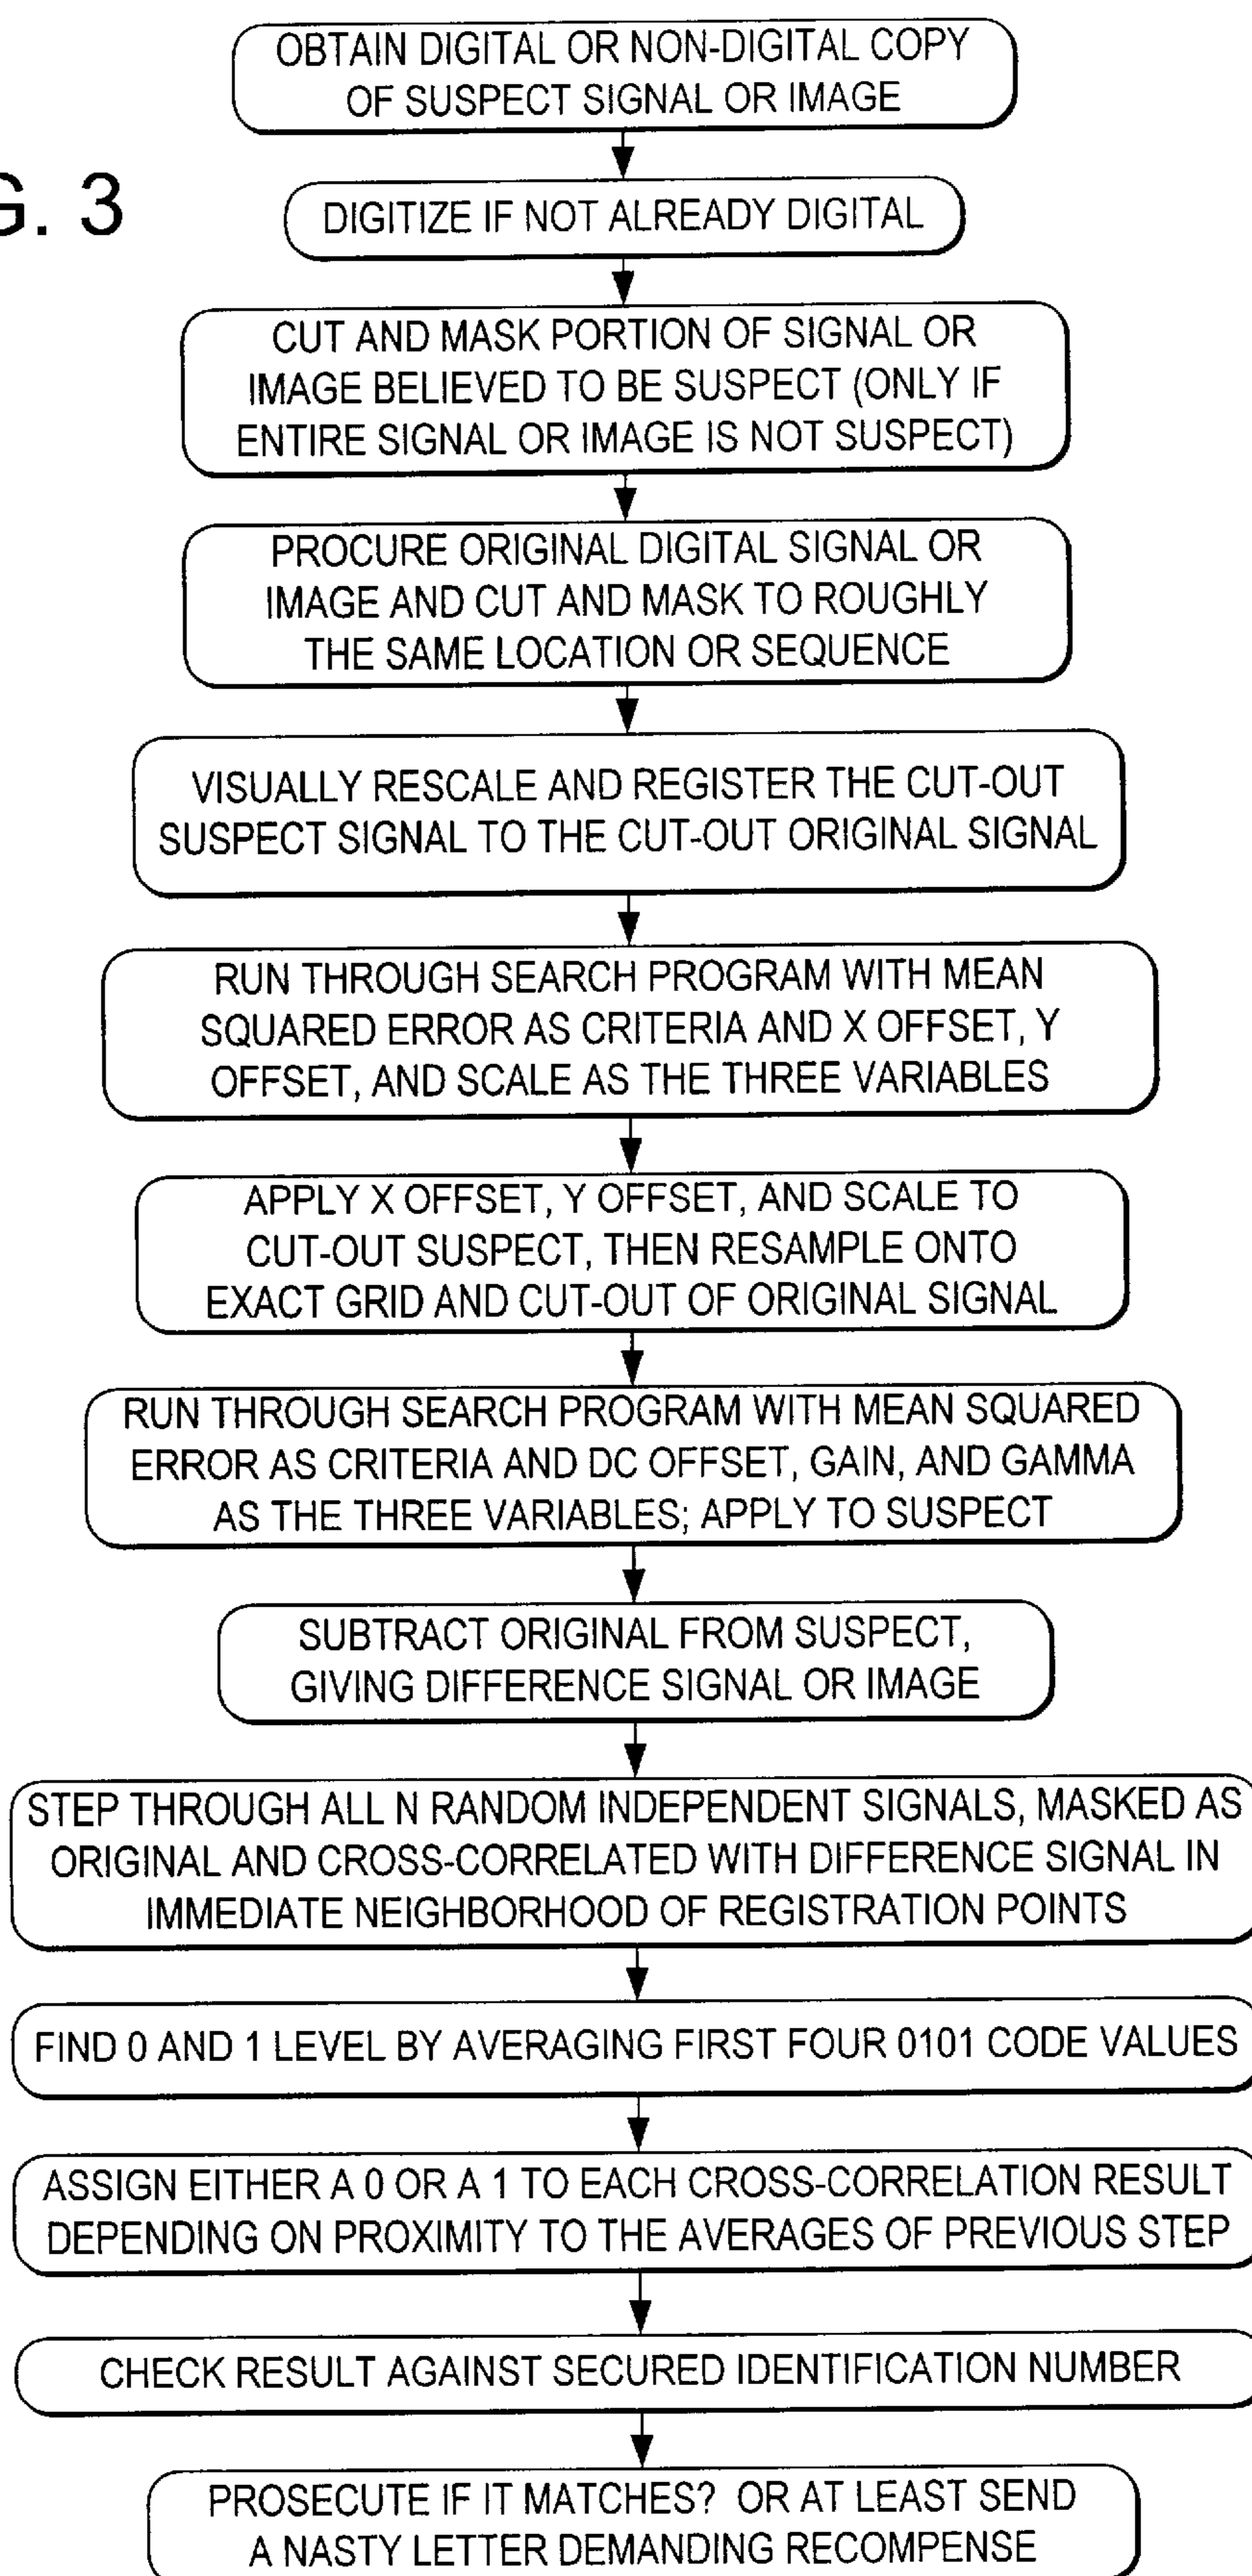 OBTAIN DIGITAL OR NON-DIGITAL COPY
OF SUSPECT SIGNAL OR IMAGE
G. 3
DIGITIZE IF NOT ALREADY DIGITAL
CUT AND MASK PORTION OF SIGNAL OR
IMAGE BELIEVED TO BE SUSPECT (ONLY IF
ENTIRE SIGNAL OR IMAGE IS NOT SUSPECT)
PROCURE ORIGINAL DIGITAL SIGNAL OR
IMAGE AND CUT AND MASK TO ROUGHLY
THE SAME LOCATION OR SEQUENCE
VISUALLY RESCALE AND REGISTER THE CUT-OUT
SUSPECT SIGNAL TO THE CUT-OUT ORIGINAL SIGNAL
RUN THROUGH SEARCH PROGRAM WITH MEAN
SQUARED ERROR AS CRITERIA AND X OFFSET, Y
OFFSET, AND SCALE AS THE THREE VARIABLES
APPLY X OFFSET, Y OFFSET, AND SCALE TO
CUT-OUT SUSPECT, THEN RESAMPLE ONTO
EXACT GRID AND CUT-OUT OF ORIGINAL SIGNAL
RUN THROUGH SEARCH PROGRAM WITH MEAN SQUARED
ERROR AS CRITERIA AND DC OFFSET, GAIN, AND GAMMA
AS THE THREE VARIABLES; APPLY TO SUSPECT
SUBTRACT ORIGINAL FROM SUSPECT,
GIVING DIFFERENCE SIGNAL OR IMAGE
STEP THROUGH ALL N RANDOM INDEPENDENT SIGNALS, MASKED AS
ORIGINAL AND CROSS-CORRELATED WITH DIFFERENCE SIGNAL IN
IMMEDIATE NEIGHBORHOOD OF REGISTRATION POINTS
FIND 0 AND 1 LEVEL BY AVERAGING FIRST FOUR 0101 CODE VALUES
ASSIGN EITHER A 0 OR A 1 TO EACH CROSS-CORRELATION RESULT
DEPENDING ON PROXIMITY TO THE AVERAGES OF PREVIOUS STEP
CHECK RESULT AGAINST SECURED IDENTIFICATION NUMBER
PROSECUTE IF IT MATCHES? OR AT LEAST SEND
A NASTY LETTER DEMANDING RECOMPENSE